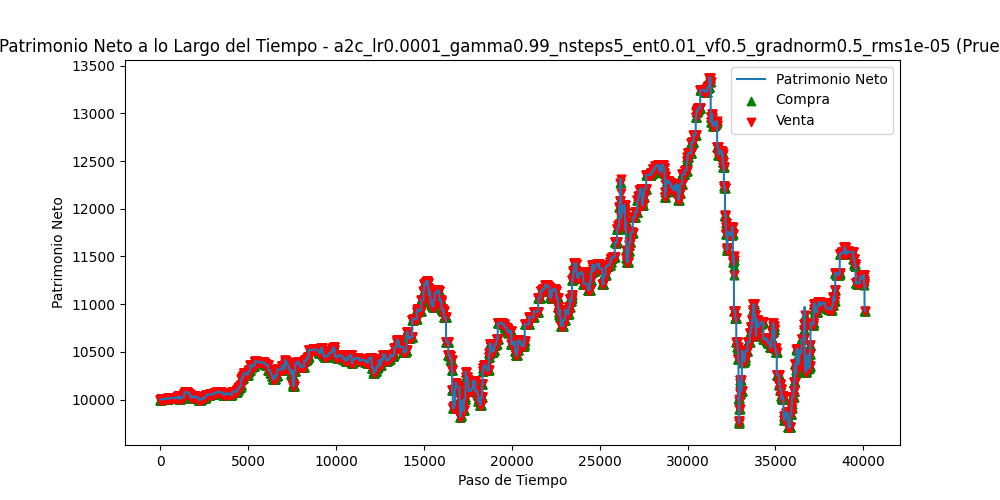 Patrimonio Neto a lo Largo del Tiempo - a2c_lr0.0001_gamma0.99_nsteps5_ent0.01_vf0.5_gradnorm0.5_rms1e-05 (Prue
13500
13000
12500
12000
11500
11000
10500
10000
Patrimonio Neto
Patrimonio Neto
Compra
Venta
0 5000 10000 15000 20000 25000 30000 35000 40000
Paso de Tiempo